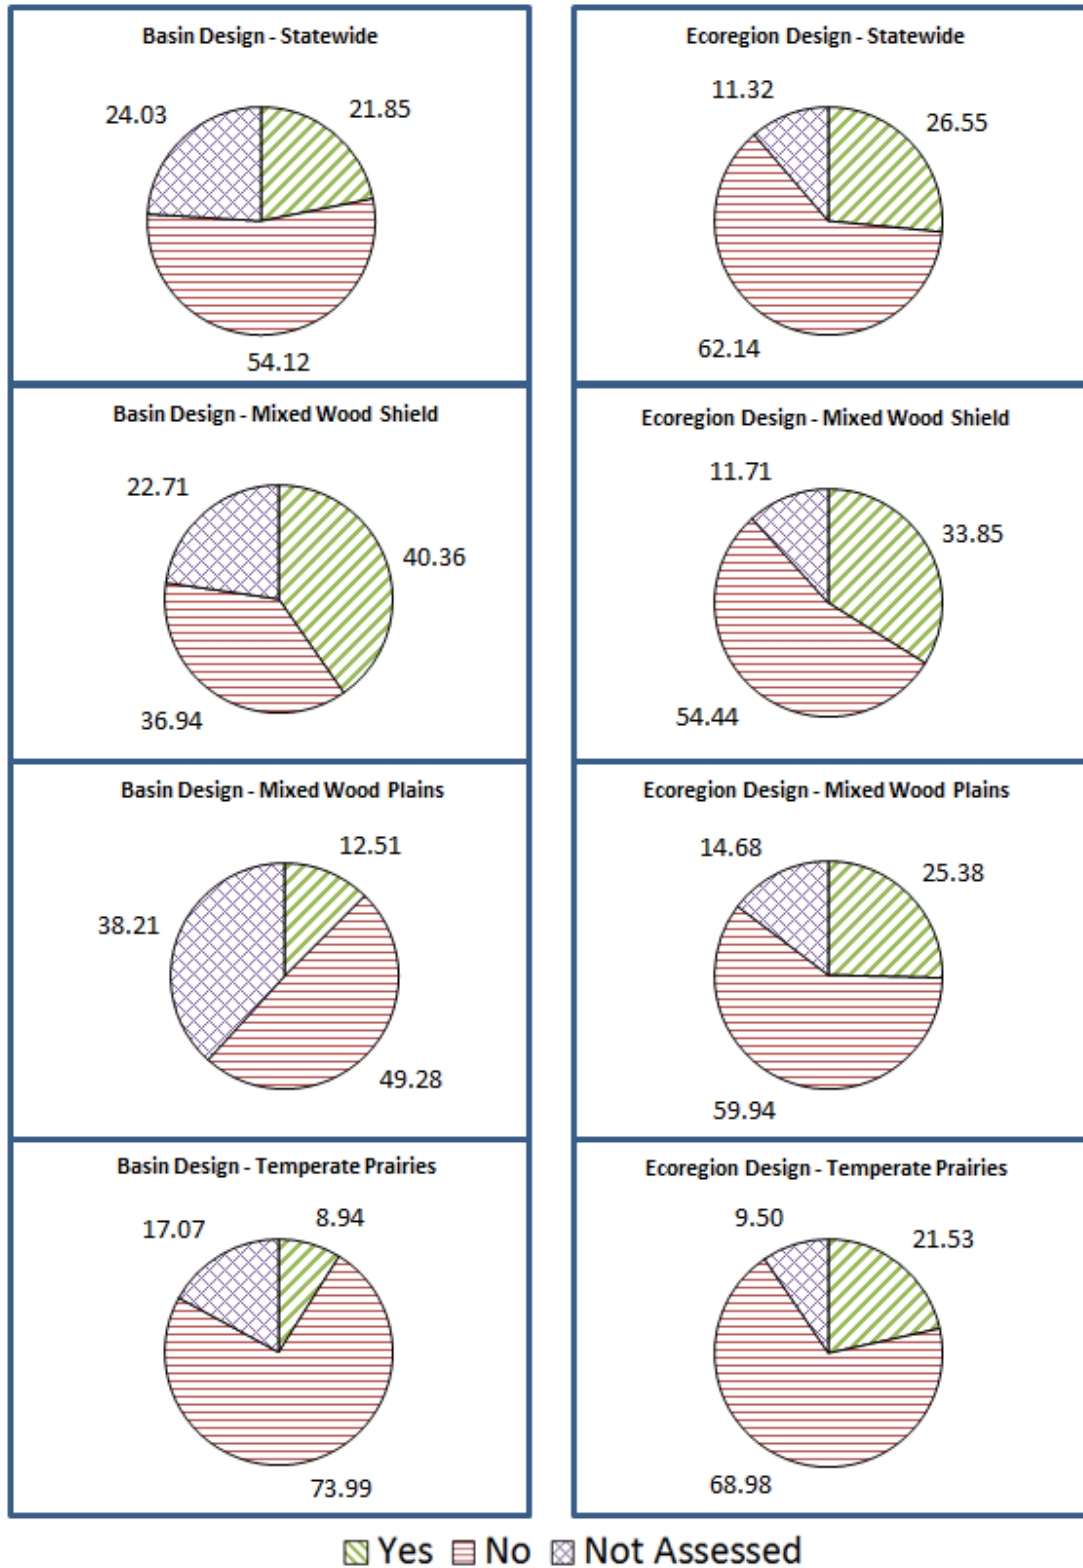 Basin Design - Statewide
24.03
21.85
54.12
Ecoregion Design - Statewide
11.32
26.55
62.14
Basin Design - Mixed Wood Shield
22.71
40.36
36.94
Ecoregion Design - Mixed Wood Shield
11.71
33.85
54.44
Basin Design - Mixed Wood Plains
12.51
38.21
49.28
Ecoregion Design - Mixed Wood Plains
14.68
25.38
59.94
Basin Design - Temperate Prairies
17.07
8.94
73.99
Ecoregion Design - Temperate Prairies
9.50
21.53
68.98
Yes No Not Assessed